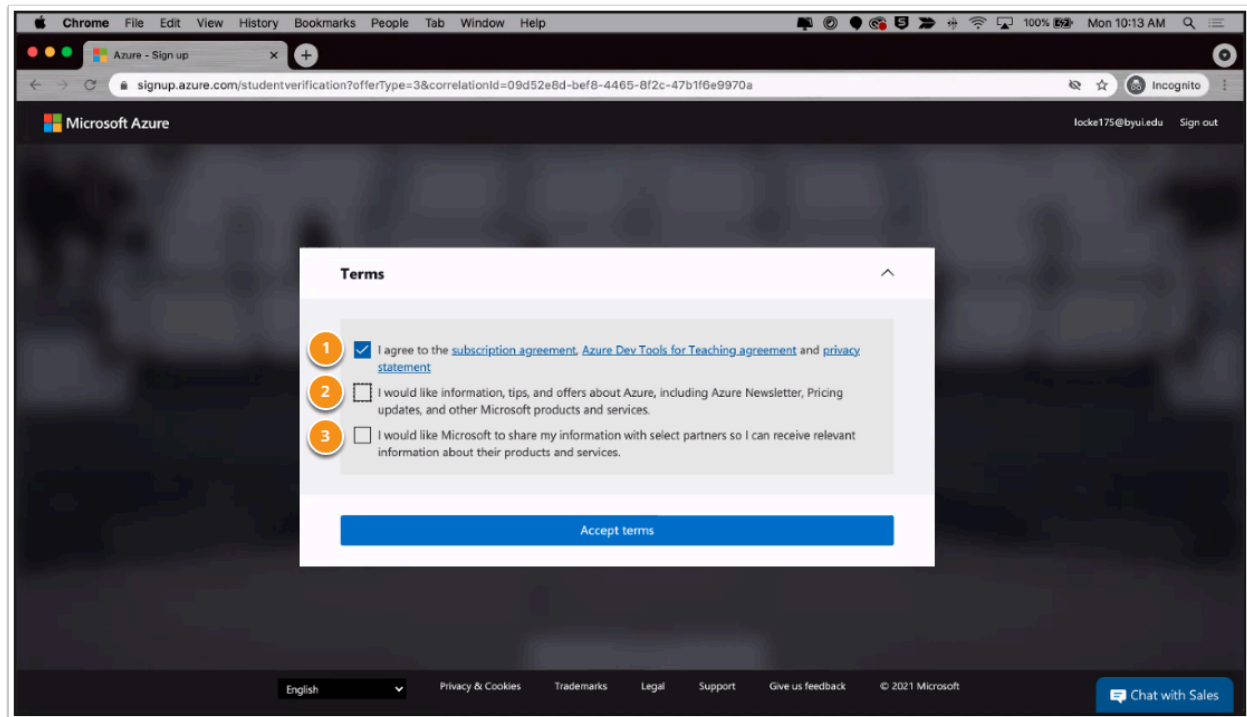 Chrome File Edit View History Bookmarks People Tab Window Help 100% Mon 10:13 AM
Azure - Sign up
signup.azure.com/studentverification?offerType=3&correlationId=09d52e8d-bef8-4465-8f2c-47b1f6e9970a Incognito
Microsoft Azure locke175@byui.edu Sign out
Terms
1 I agree to the subscription agreement, Azure Dev Tools for Teaching agreement and privacy
statement
2 I would like information, tips, and offers about Azure, including Azure Newsletter, Pricing
updates, and other Microsoft products and services.
3 I would like Microsoft to share my information with select partners so I can receive relevant
information about their products and services.
Accept terms
English Privacy & Cookies Trademarks Legal Support Give us feedback © 2021 Microsoft
Chat with Sales